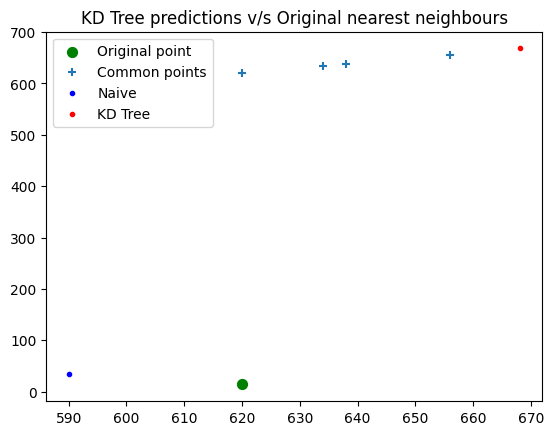 KD Tree predictions v/s Original nearest neighbours
Original point
Common points
Naive
KD Tree
700
600
500
400
300
200
100
0
590 600 610 620 630 640 650 660 670